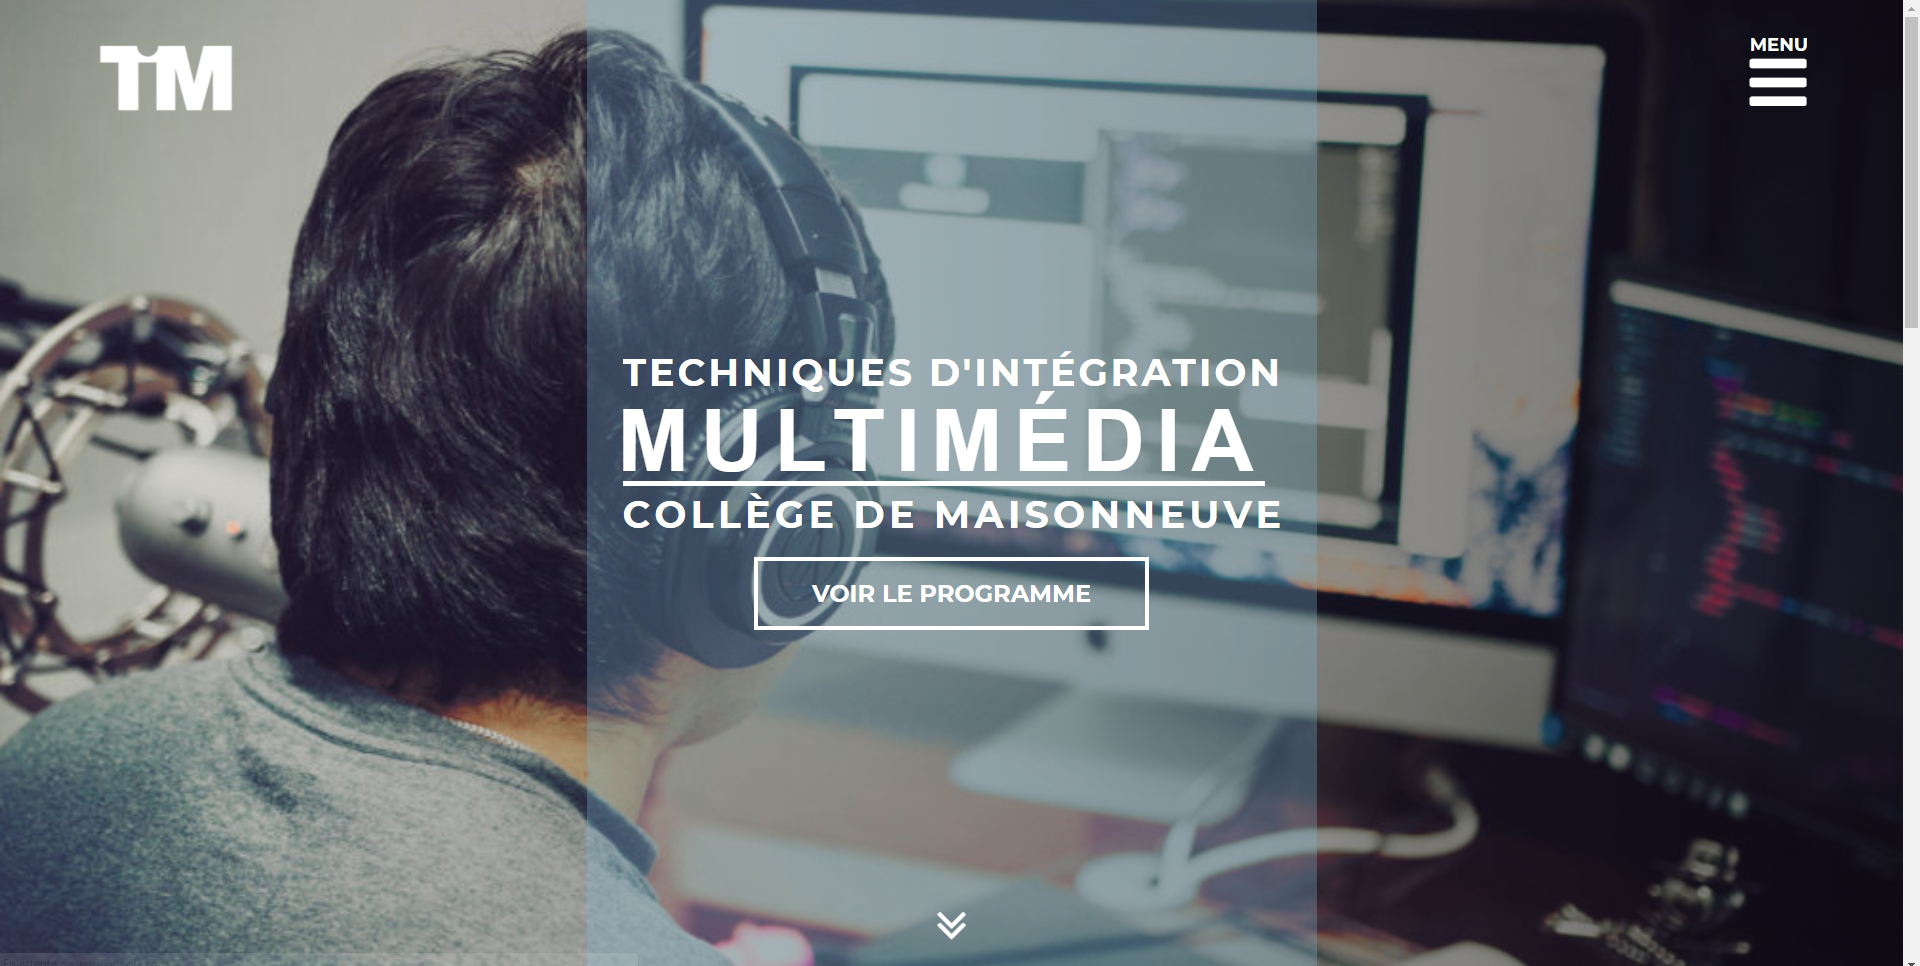 TiM
MENU
TECHNIQUES D'INTÉGRATION
MULTIMÉDIA
COLLÈGE DE MAISONNEUVE
VOIR LE PROGRAMME